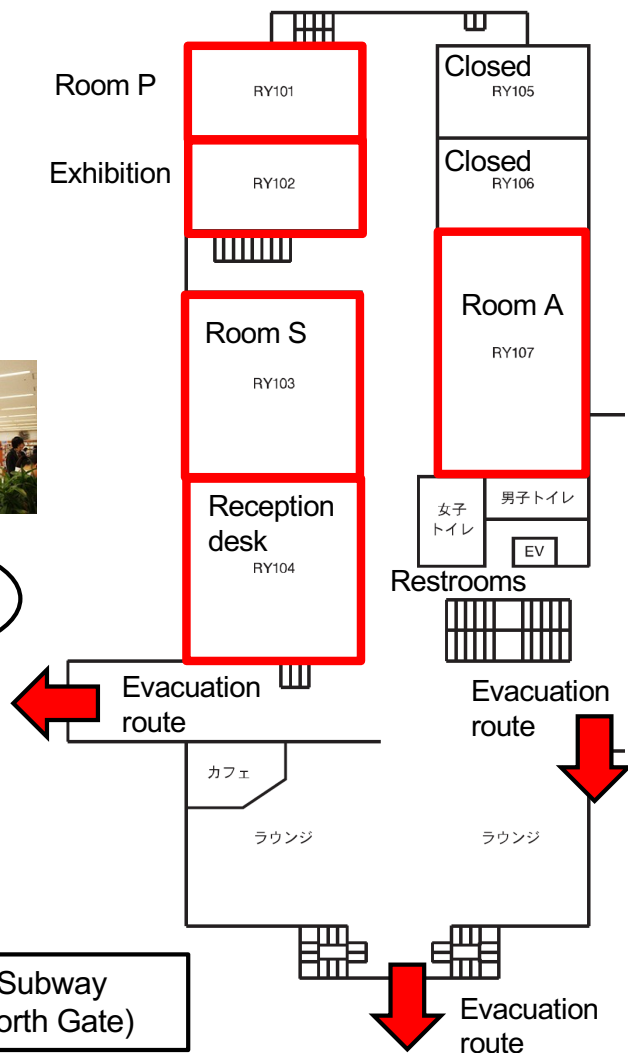 Room P
RY101
Closed
RY105
Exhibition
RY102
Closed
RY106
Room S
RY103
Room A
RY107
Reception
desk
RY104
女子
トイレ
男子トイレ
EV
Restrooms
Evacuation
route
Evacuation
route
カフェ
ラウンジ
ラウンジ
Subway
orth Gate)
Evacuation
route